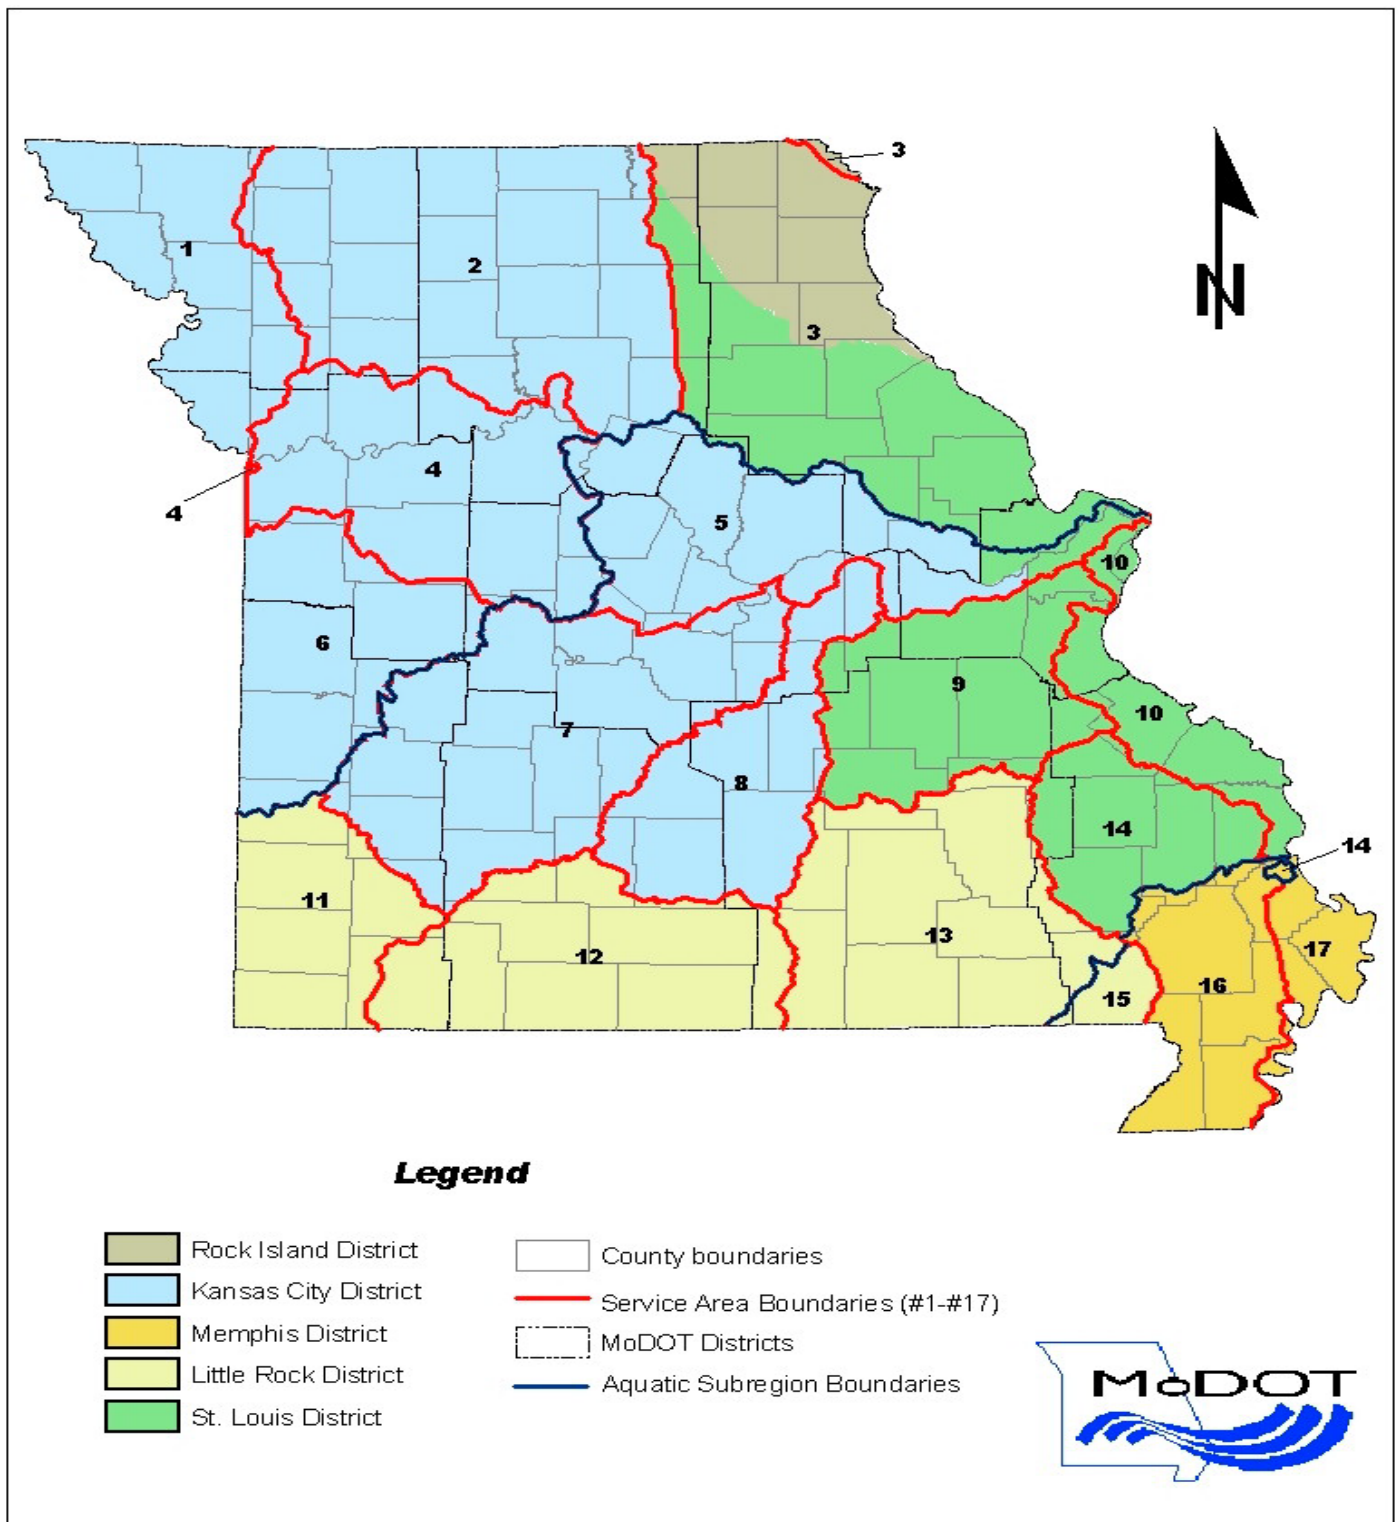 3
N
1
2
3
4
4
5
10
6
9
10
7
8
14
14
11
13
12
17
15
16
Legend
Rock Island District
Kansas City District
Memphis District
Little Rock District
St. Louis District
County boundaries
Service Area Boundaries (#1-#17)
MoDOT Districts
Aquatic Subregion Boundaries
MoDOT